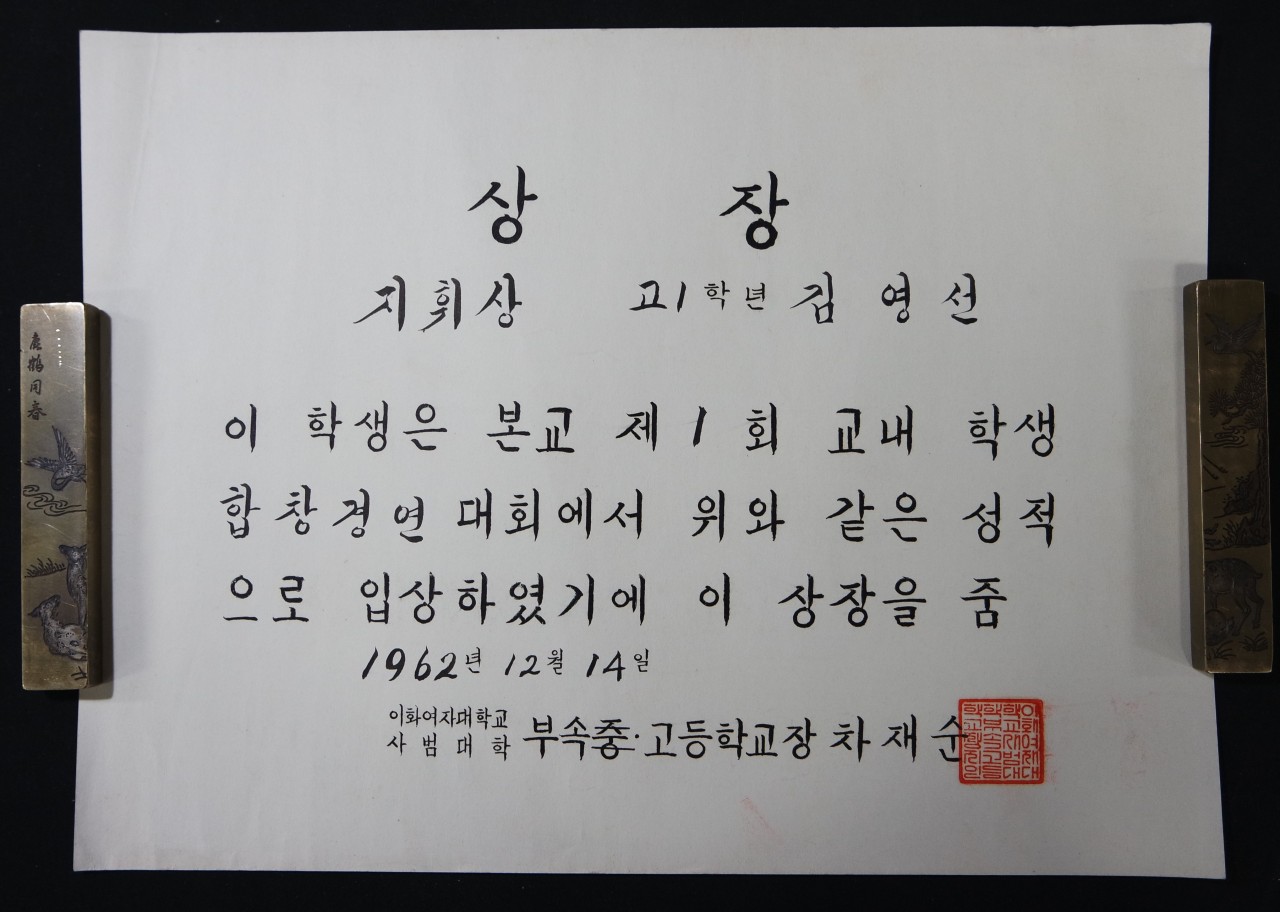 상 장
지휘상 고1학년 김영선
이 학생은 본교 제1회 교내 학생
합창경연대회에서 위와 같은 성적
으로 입상하였기에 이 상장을 줌
1962년 12월 14일
이화여자대학교
사범대학
부속중·고등학교장 차재순
鹿鶴同春